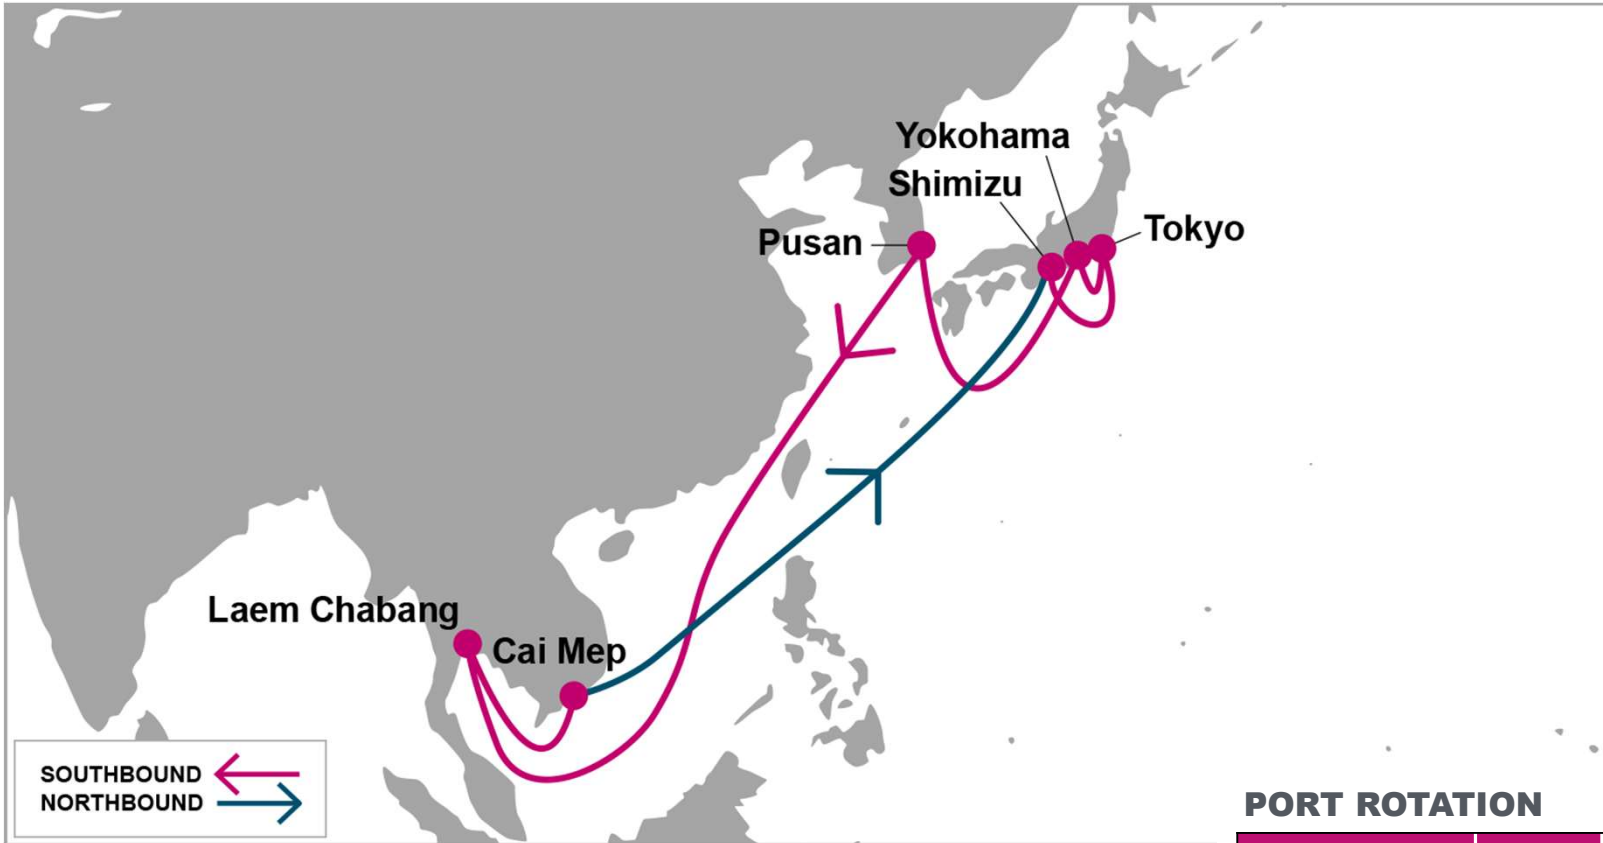 Yokohama
Shimizu
Pusan
Tokyo
Laem Chabang
Cai Mep
SOUTHBOUND
NORTHBOUND
PORT ROTATION